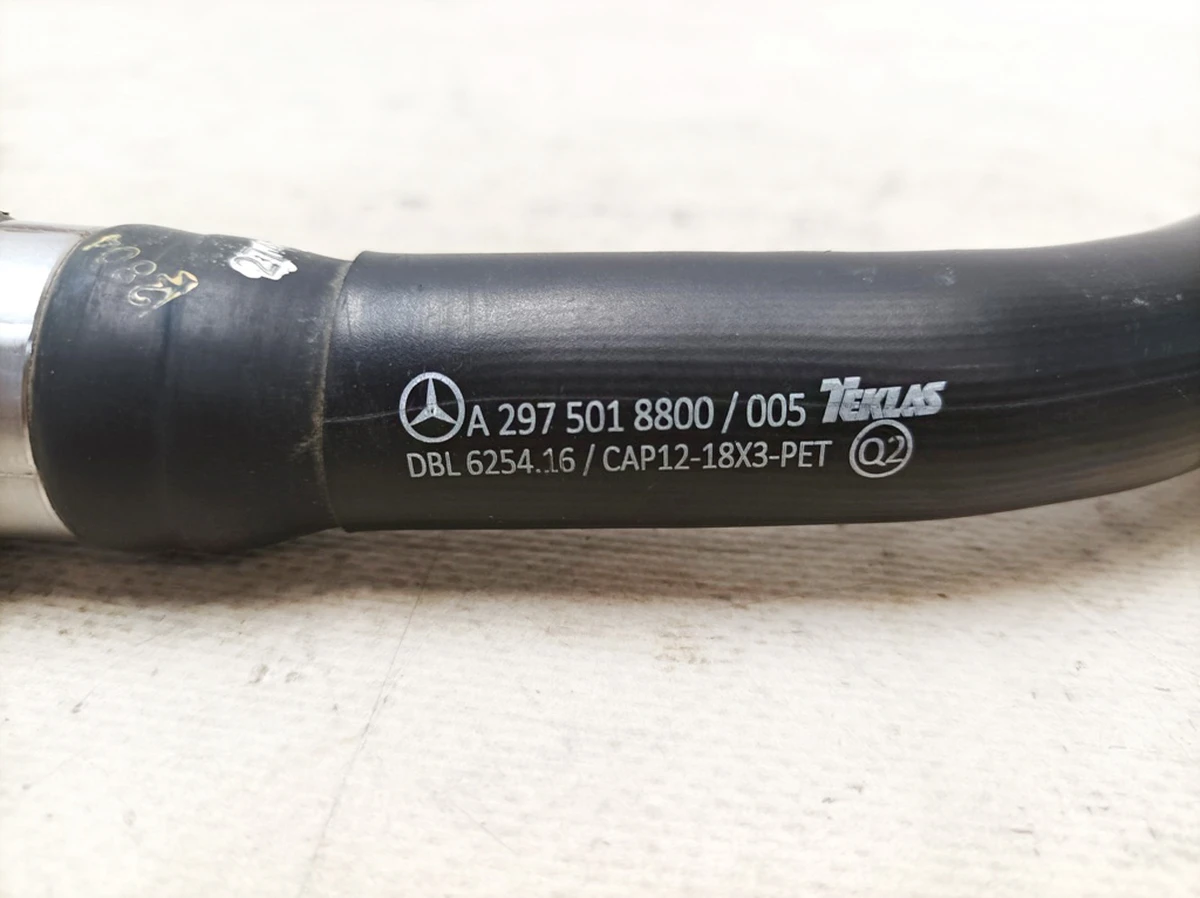 A 297 501 8800 / 005 TEKLAS
DBL 6254.16 / CAP12-18X3-PET Q2